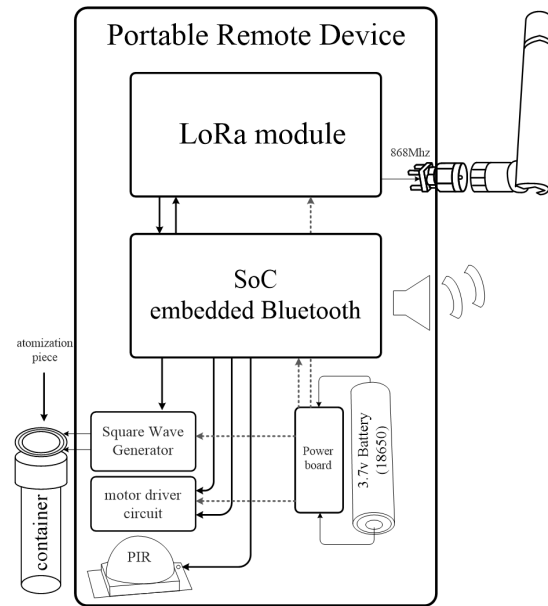 Portable Remote Device
LoRa module
868Mhz
SoC
embedded Bluetooth
atomization
piece
Square Wave
Generator
Power
board
3.7v Battery
(18650)
motor driver
circuit
container
PIR